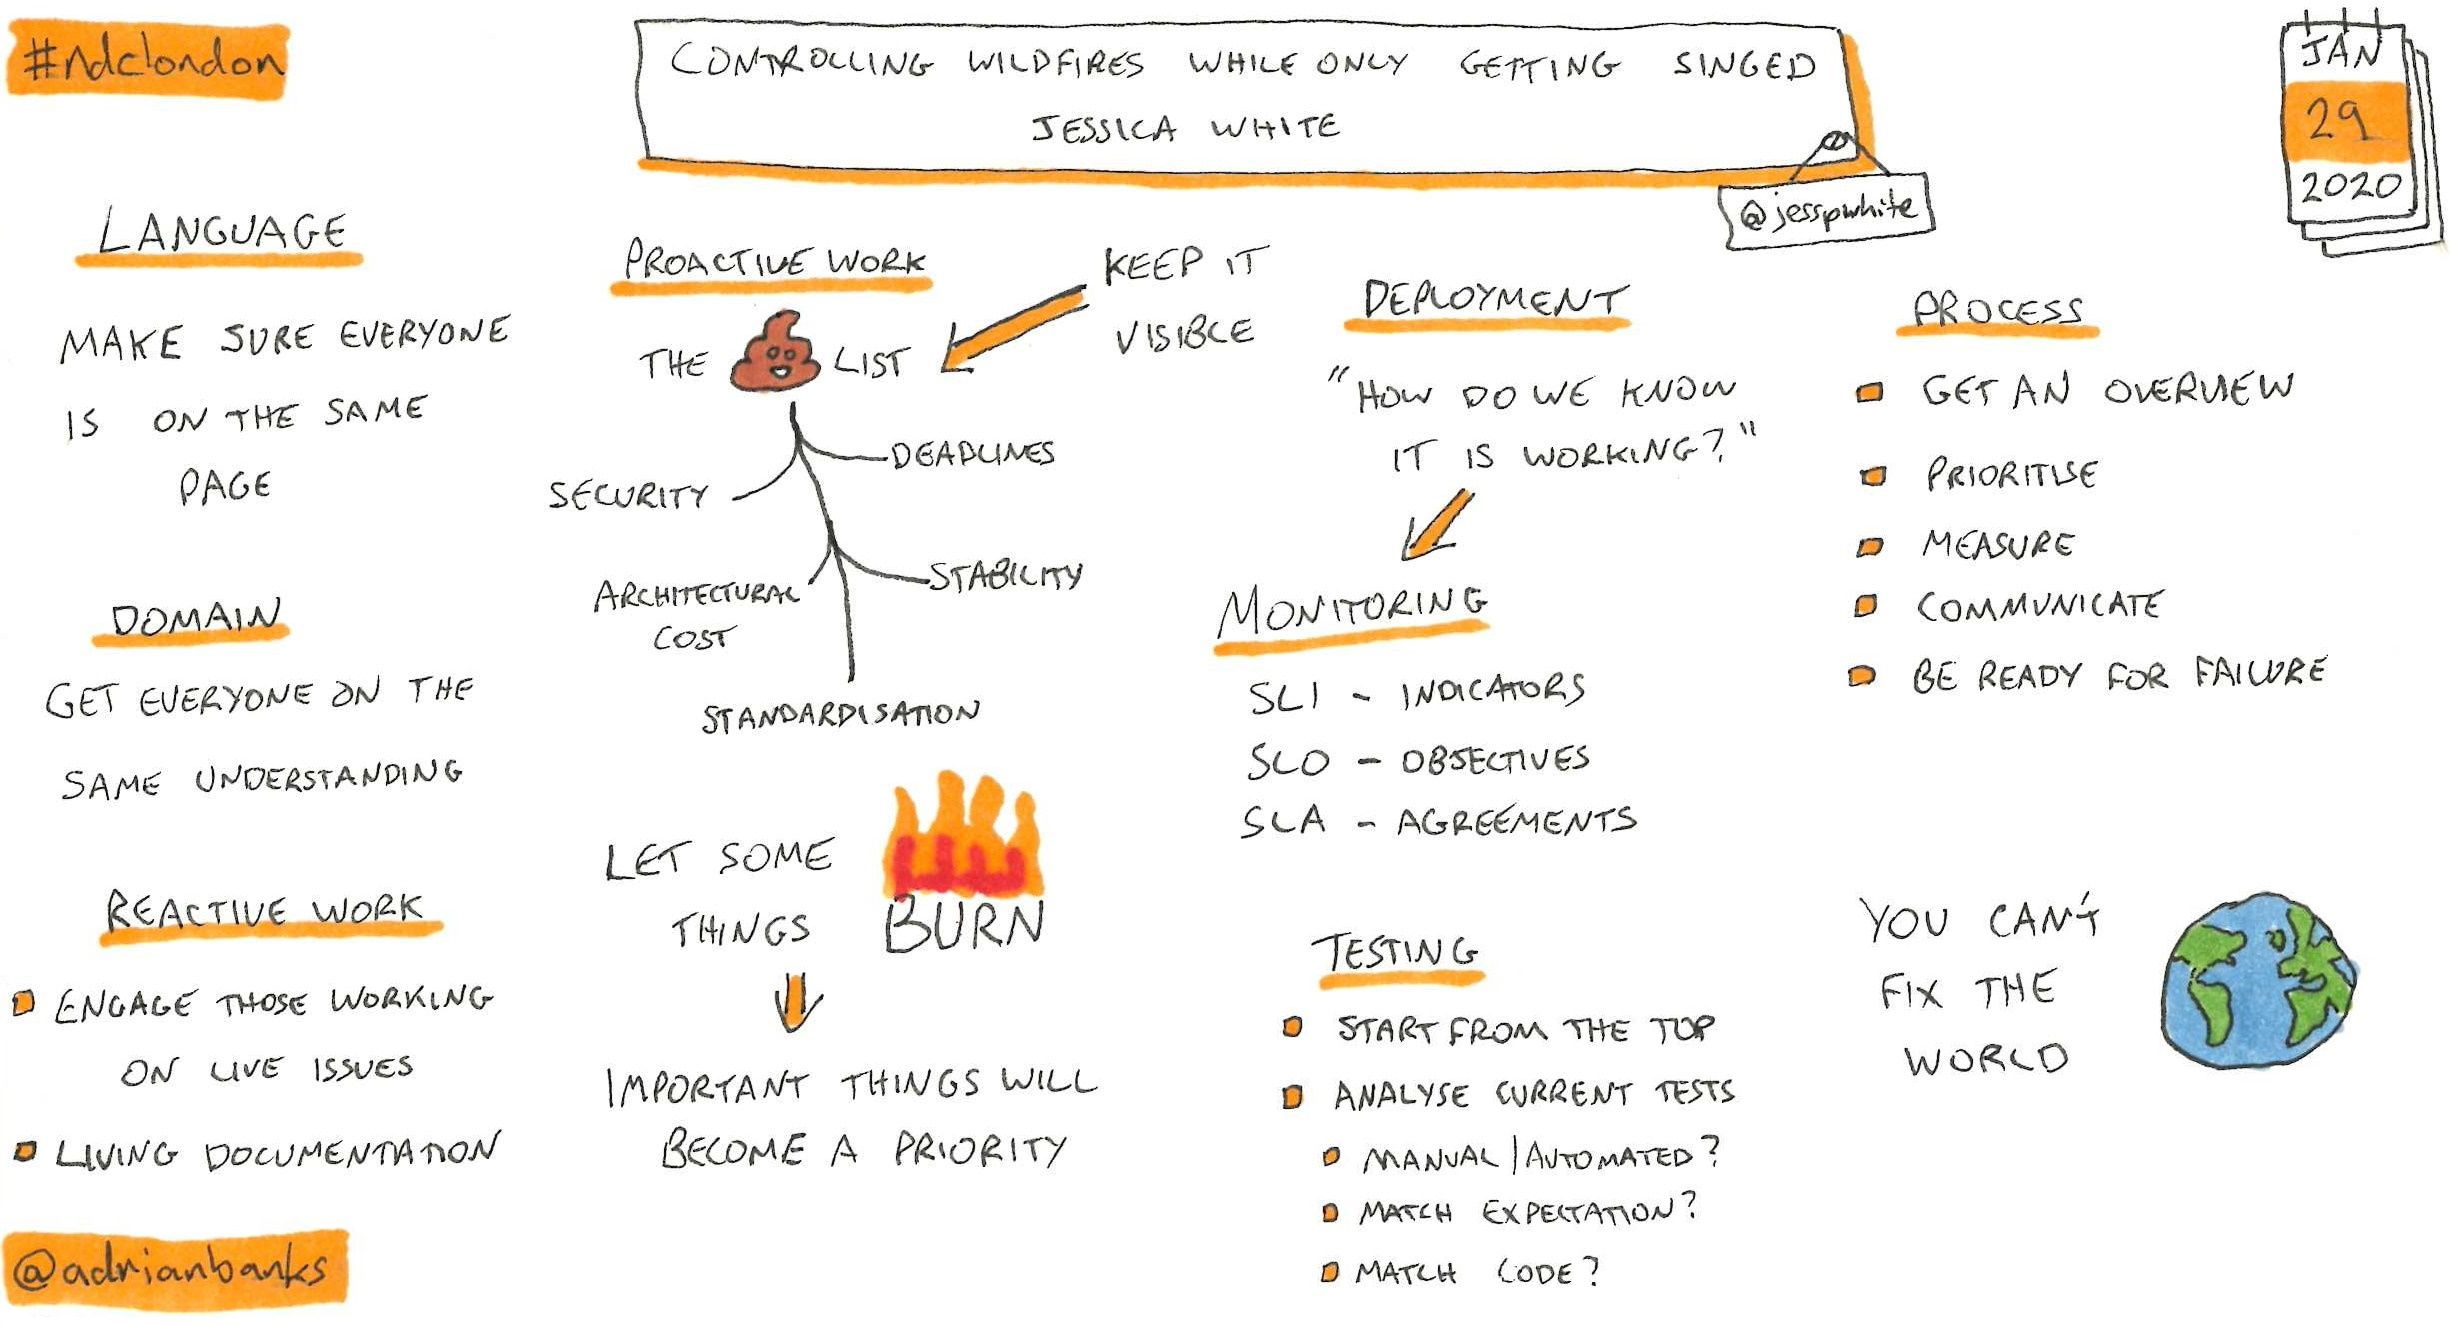 #ndclondon
CONTROLLING WILDFIRES WHILE ONLY GETTING SINGED
JESSICA WHITE
@jesspwhite
JAN
29
2020
LANGUAGE
MAKE SURE EVERYONE
IS ON THE SAME
PAGE
DOMAIN
GET EVERYONE ON THE
SAME UNDERSTANDING
REACTIVE WORK
ENGAGE THOSE WORKING
ON LIVE ISSUES
LIVING DOCUMENTATION
@adrianbanks
PROACTIVE WORK
THE LIST
KEEP IT
VISIBLE
DEADLINES
SECURITY
STABILITY
ARCHITECTURAL
COST
STANDARDISATION
LET SOME
THINGS BURN
IMPORTANT THINGS WILL
BECOME A PRIORITY
DEPLOYMENT
"HOW DO WE KNOW
IT IS WORKING?"
MONITORING
SLI - INDICATORS
SLO - OBJECTIVES
SLA - AGREEMENTS
TESTING
START FROM THE TOP
ANALYSE CURRENT TESTS
MANUAL/AUTOMATED?
MATCH EXPECTATION?
MATCH CODE?
PROCESS
GET AN OVERVIEW
PRIORITISE
MEASURE
COMMUNICATE
BE READY FOR FAILURE
YOU CAN'T
FIX THE
WORLD